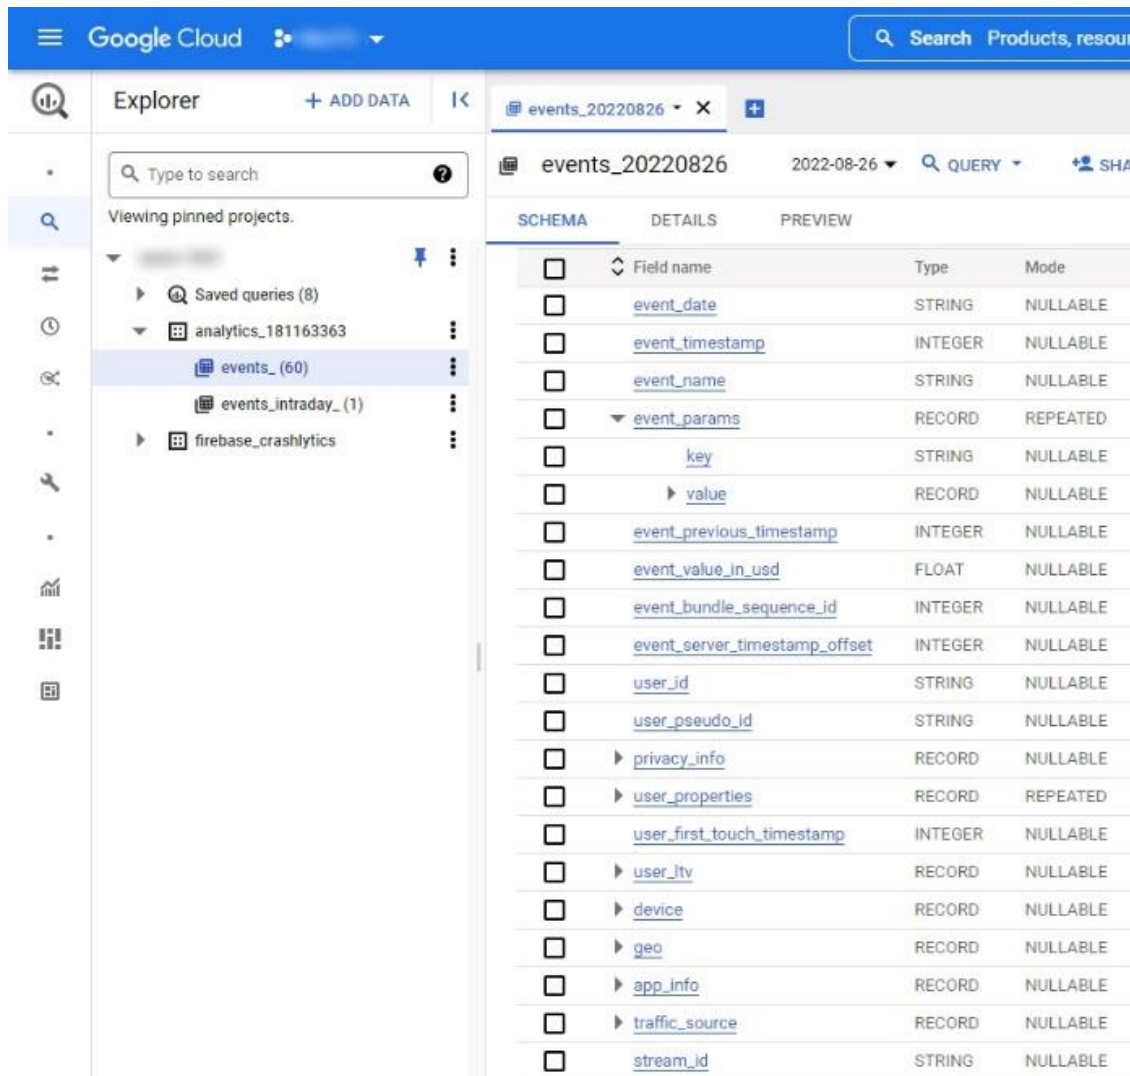 Google Cloud
Search Products, resour
Explorer
+ ADD DATA
events_20220826
Type to search
Viewing pinned projects.
Saved queries (8)
analytics_181163363
events_ (60)
events_intraday_ (1)
firebase_crashlytics
events_20220826
2022-08-26
QUERY
SHA
SCHEMA DETAILS PREVIEW
Field name Type Mode
event_date STRING NULLABLE
event_timestamp INTEGER NULLABLE
event_name STRING NULLABLE
event_params RECORD REPEATED
key STRING NULLABLE
value RECORD NULLABLE
event_previous_timestamp INTEGER NULLABLE
event_value_in_usd FLOAT NULLABLE
event_bundle_sequence_id INTEGER NULLABLE
event_server_timestamp_offset INTEGER NULLABLE
user_id STRING NULLABLE
user_pseudo_id STRING NULLABLE
privacy_info RECORD NULLABLE
user_properties RECORD REPEATED
user_first_touch_timestamp INTEGER NULLABLE
user_ltv RECORD NULLABLE
device RECORD NULLABLE
geo RECORD NULLABLE
app_info RECORD NULLABLE
traffic_source RECORD NULLABLE
stream_id STRING NULLABLE